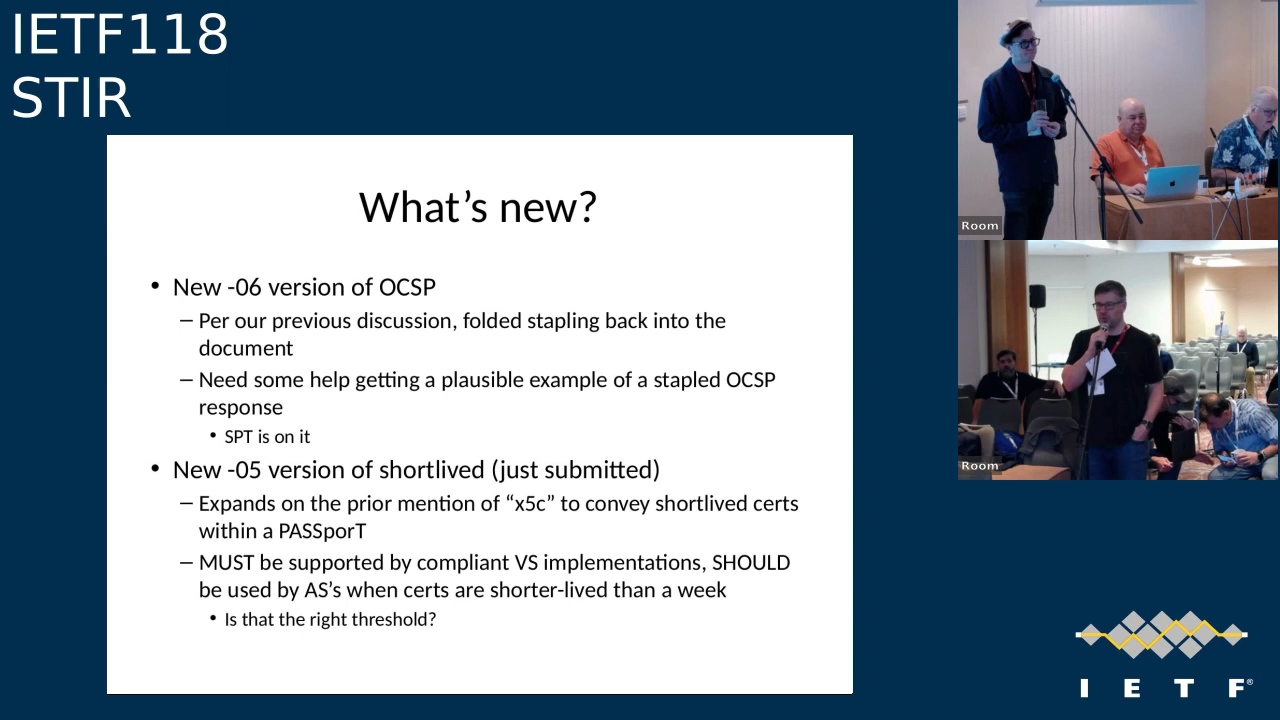 IETF118
STIR
What’s new?
• New -06 version of OCSP
– Per our previous discussion, folded stapling back into the
document
– Need some help getting a plausible example of a stapled OCSP
response
• SPT is on it
• New -05 version of shortlived (just submitted)
– Expands on the prior mention of “x5c” to convey shortlived certs
within a PASSporT
– MUST be supported by compliant VS implementations, SHOULD
be used by AS’s when certs are shorter-lived than a week
• Is that the right threshold?
Room
Room
I E T F®